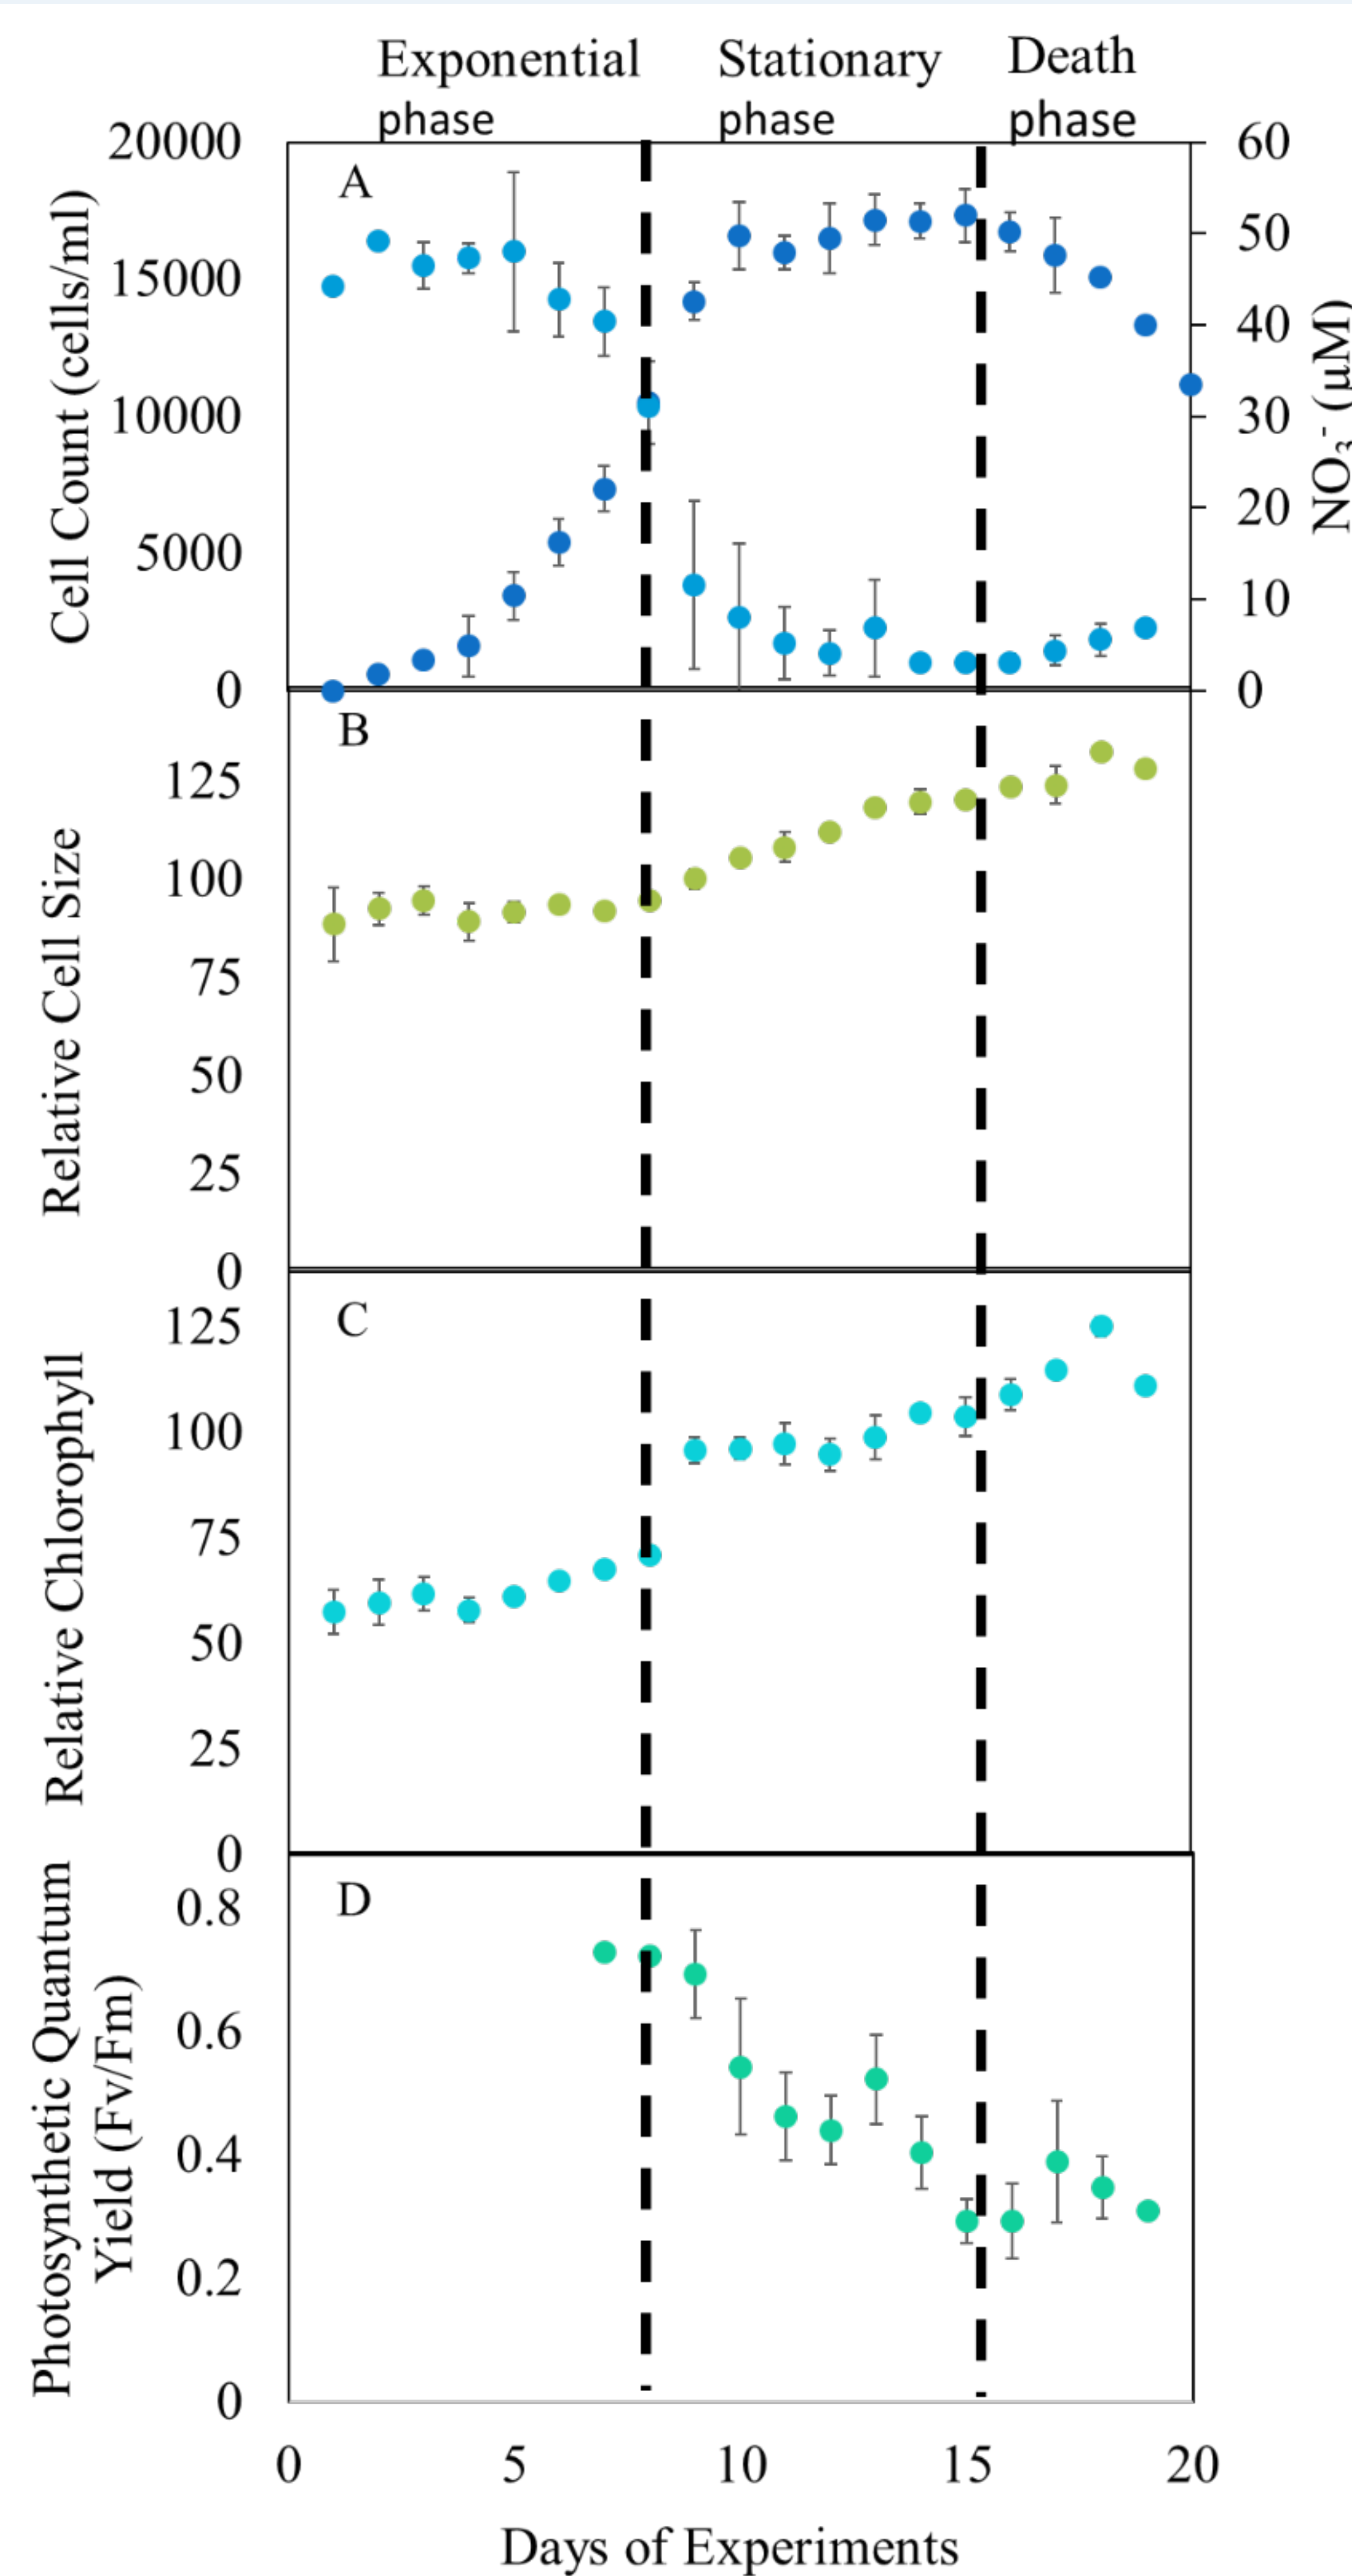 Exponential
phase
Stationary
phase
Death
phase
A
20000
15000
10000
5000
0
Cell Count (cells/ml)
60
50
40
30
20
10
0
NO₃⁻ (µM)
B
125
100
75
50
25
0
Relative Cell Size
C
125
100
75
50
25
0
Relative Chlorophyll
D
0.8
0.6
0.4
0.2
0
Photosynthetic Quantum
Yield (Fv/Fm)
0 5 10 15 20
Days of Experiments